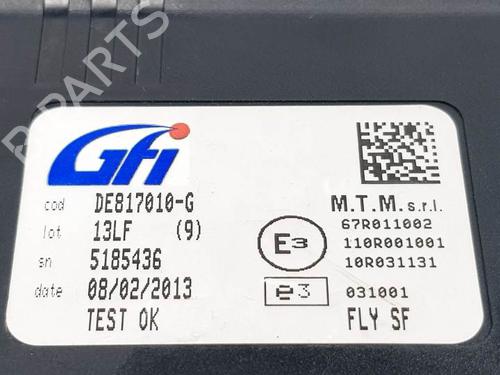 B PARTS
Gfi
cod DE817010-G
lot 13LF (9)
sn 5185436
date 08/02/2013
TEST OK
M.T.M. s.r.l.
67R011002
E3 110R001001
10R031131
e3 031001
FLY SF